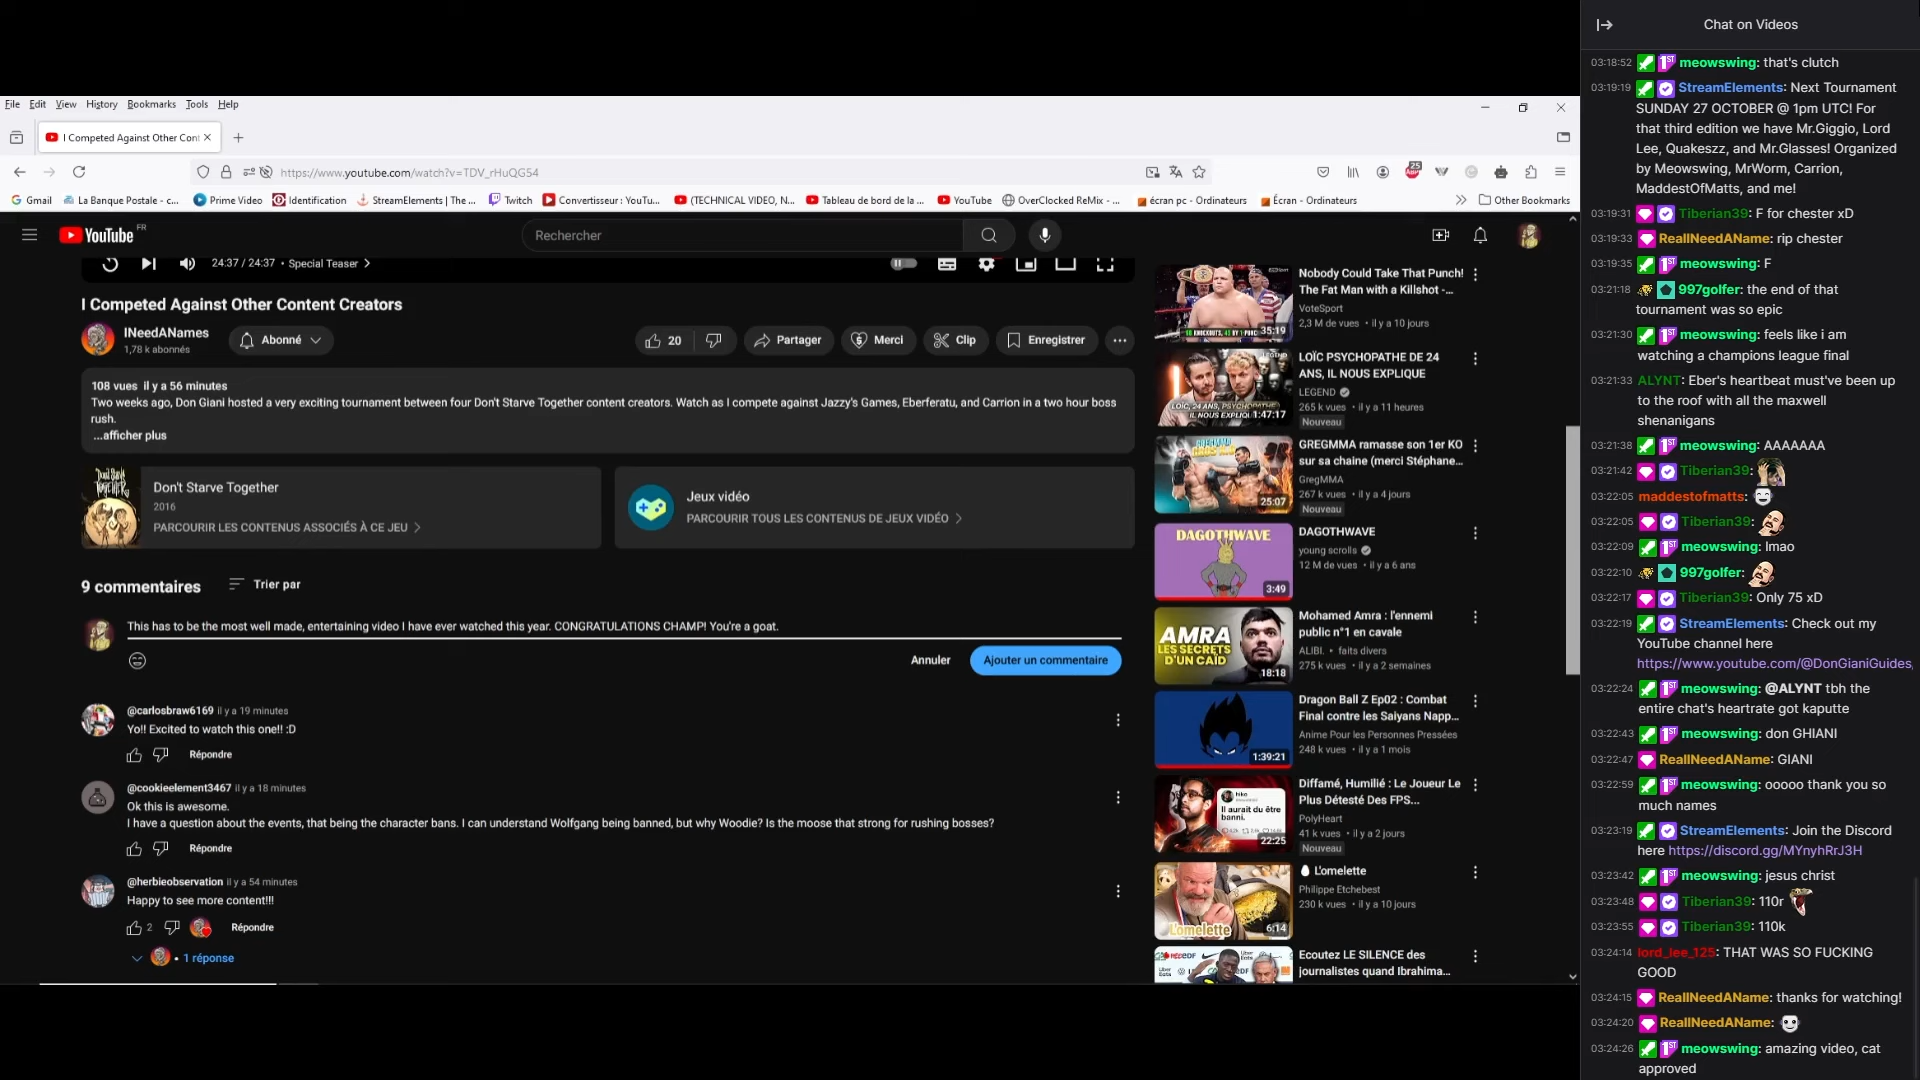 File Edit View History Bookmarks Tools Help
I Competed Against Other Con
https://www.youtube.com/watch?v=TDV_rHuQG54
25
Gmail
La Banque Postale - c...
Prime Video
Identification
StreamElements | The ...
Twitch
Convertisseur : YouTu...
(TECHNICAL VIDEO, N...
Tableau de bord de la ...
YouTube
OverClocked ReMix - ...
écran pc - Ordinateurs
Écran - Ordinateurs
Other Bookmarks
YouTube FR
Rechercher
24:37 / 24:37 • Special Teaser
I Competed Against Other Content Creators
INeedANames
1,78 k abonnés
Abonné
20
Partager
Merci
Clip
Enregistrer
108 vues il y a 56 minutes
Two weeks ago, Don Giani hosted a very exciting tournament between four Don't Starve Together content creators. Watch as I compete against Jazzy's Games, Eberferatu, and Carrion in a two hour boss
rush.
...afficher plus
Don't Starve Together
2016
PARCOURIR LES CONTENUS ASSOCIÉS À CE JEU
Jeux vidéo
PARCOURIR TOUS LES CONTENUS DE JEUX VIDÉO
9 commentaires
Trier par
This has to be the most well made, entertaining video I have ever watched this year. CONGRATULATIONS CHAMP! You're a goat.
Annuler
Ajouter un commentaire
@carlosbraw6169 il y a 19 minutes
Yo!! Excited to watch this one!! :D
Répondre
@cookieelement3467 il y a 18 minutes
Ok this is awesome.
I have a question about the events, that being the character bans. I can understand Wolfgang being banned, but why Woodie? Is the moose that strong for rushing bosses?
Répondre
@herbieobservation il y a 54 minutes
Happy to see more content!!!
2
Répondre
• 1 réponse
35:19
Nobody Could Take That Punch!
The Fat Man with a Killshot -...
VoteSport
2,3 M de vues • il y a 10 jours
LEGEND
1:47:17
LOÏC PSYCHOPATHE DE 24
ANS, IL NOUS EXPLIQUE
LEGEND
265 k vues • il y a 11 heures
Nouveau
25:07
GREGMMA ramasse son 1er KO
sur sa chaine (merci Stéphane...
GregMMA
267 k vues • il y a 4 jours
Nouveau
DAGOTHWAVE
3:49
DAGOTHWAVE
young scrolls
12 M de vues • il y a 6 ans
AMRA
LES SECRETS
D'UN CAÏD
18:18
Mohamed Amra : l'ennemi
public n°1 en cavale
ALIBI. • faits divers
275 k vues • il y a 2 semaines
1:39:21
Dragon Ball Z Ep02 : Combat
Final contre les Saiyans Napp...
Anime Pour les Personnes Pressées
248 k vues • il y a 1 mois
Il aurait du être
banni.
22:25
Diffamé, Humilié : Le Joueur Le
Plus Détesté Des FPS...
PolyHeart
41 k vues • il y a 2 jours
Nouveau
L'omelette
6:14
L'omelette
Philippe Etchebest
230 k vues • il y a 10 jours
Ecoutez LE SILENCE des
journalistes quand Ibrahima...
Chat on Videos
03:18:52 meowswing: that's clutch
03:19:19 StreamElements: Next Tournament
SUNDAY 27 OCTOBER @ 1pm UTC! For
that third edition we have Mr.Giggio, Lord
Lee, Quakeszz, and Mr.Glasses! Organized
by Meowswing, MrWorm, Carrion,
MaddestOfMatts, and me!
03:19:31 Tiberian39: F for chester xD
03:19:33 ReallNeedAName: rip chester
03:19:35 meowswing: F
03:21:18 997golfer: the end of that
tournament was so epic
03:21:30 meowswing: feels like i am
watching a champions league final
03:21:33 ALYNT: Eber's heartbeat must've been up
to the roof with all the maxwell
shenanigans
03:21:38 meowswing: AAAAAAA
03:21:42 Tiberian39:
03:22:05 maddestofmatts:
03:22:05 Tiberian39:
03:22:09 meowswing: lmao
03:22:10 997golfer:
03:22:17 Tiberian39: Only 75 xD
03:22:19 StreamElements: Check out my
YouTube channel here
https://www.youtube.com/@DonGianiGuides,
03:22:24 meowswing: @ALYNT tbh the
entire chat's heartrate got kaputte
03:22:43 meowswing: don GHIANI
03:22:47 ReallNeedAName: GIANI
03:22:59 meowswing: ooooo thank you so
much names
03:23:19 StreamElements: Join the Discord
here https://discord.gg/MYnyhRrJ3H
03:23:42 meowswing: jesus christ
03:23:48 Tiberian39: 110r
03:23:55 Tiberian39: 110k
03:24:14 lord_lee_125: THAT WAS SO FUCKING
GOOD
03:24:15 ReallNeedAName: thanks for watching!
03:24:20 ReallNeedAName:
03:24:26 meowswing: amazing video, cat
approved